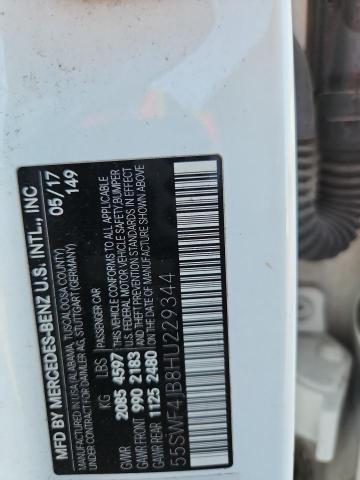 MFD BY MERCEDES-BENZ U.S. INTL., INC
MANUFACTURED IN USA (ALABAMA, TUSCALOOSA COUNTY) 05/17
UNDER CONTRACT FOR DAIMLER AG, STUTTGART (GERMANY) 149
PASSENGER CAR
THIS VEHICLE CONFORMS TO ALL APPLICABLE
U.S. FEDERAL MOTOR VEHICLE SAFETY/BUMPER
& THEFT PREVENTION STANDARDS IN EFFECT ON
THE DATE OF MANUFACTURE SHOWN ABOVE
KG LBS
GVWR 2085 4597
GAWR FRONT 990 2183
GAWR REAR 1125 2480